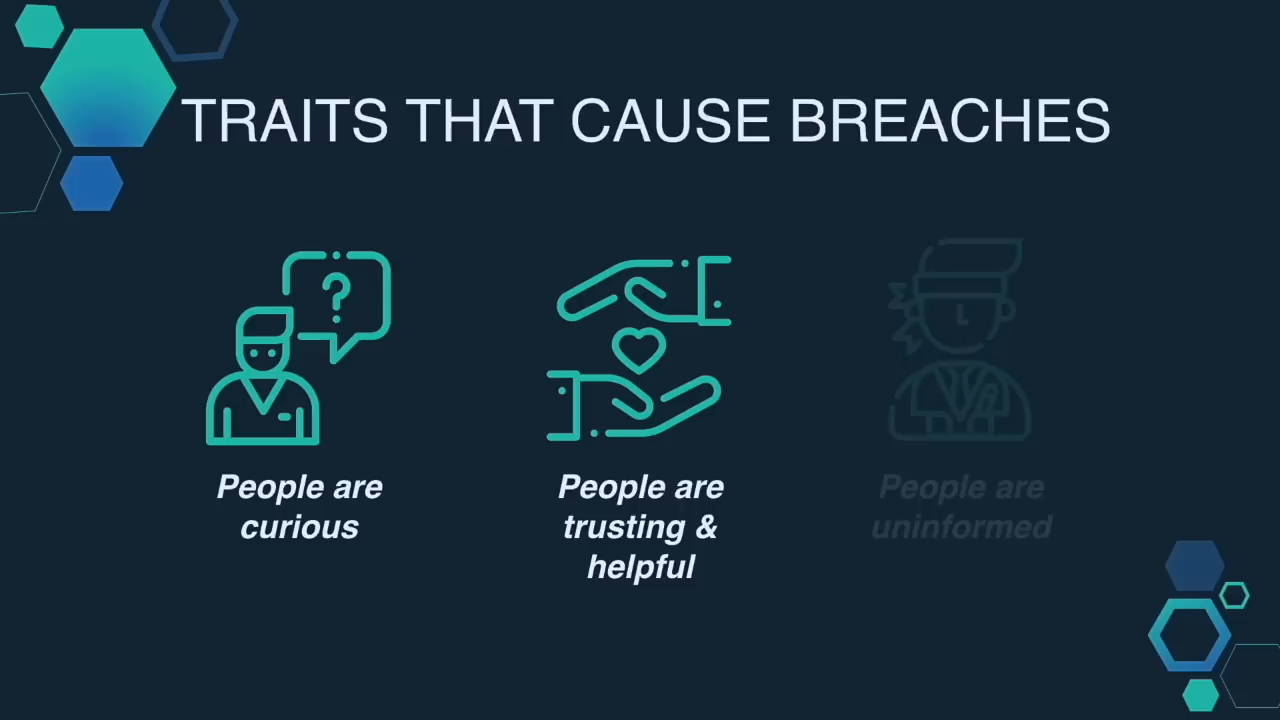 TRAITS THAT CAUSE BREACHES
?
People are
curious
People are
trusting &
helpful
People are
uninformed